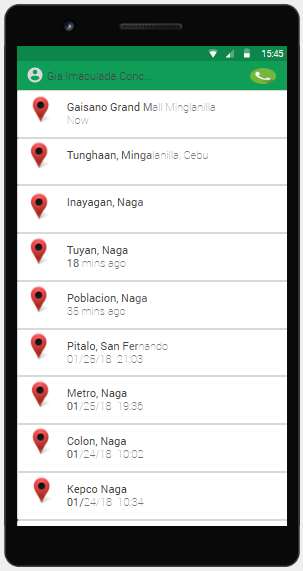 15:45
Gia Imaculada Conc...
Gaisano Grand Mall Minglanilla
Now
Tunghaan, Mingalanilla, Cebu
Inayagan, Naga
Tuyan, Naga
18 mins ago
Poblacion, Naga
35 mins ago
Pitalo, San Fernando
01/25/18 21:03
Metro, Naga
01/25/18 19:36
Colon, Naga
01/24/18 10:02
Kepco Naga
01/24/18 10:34